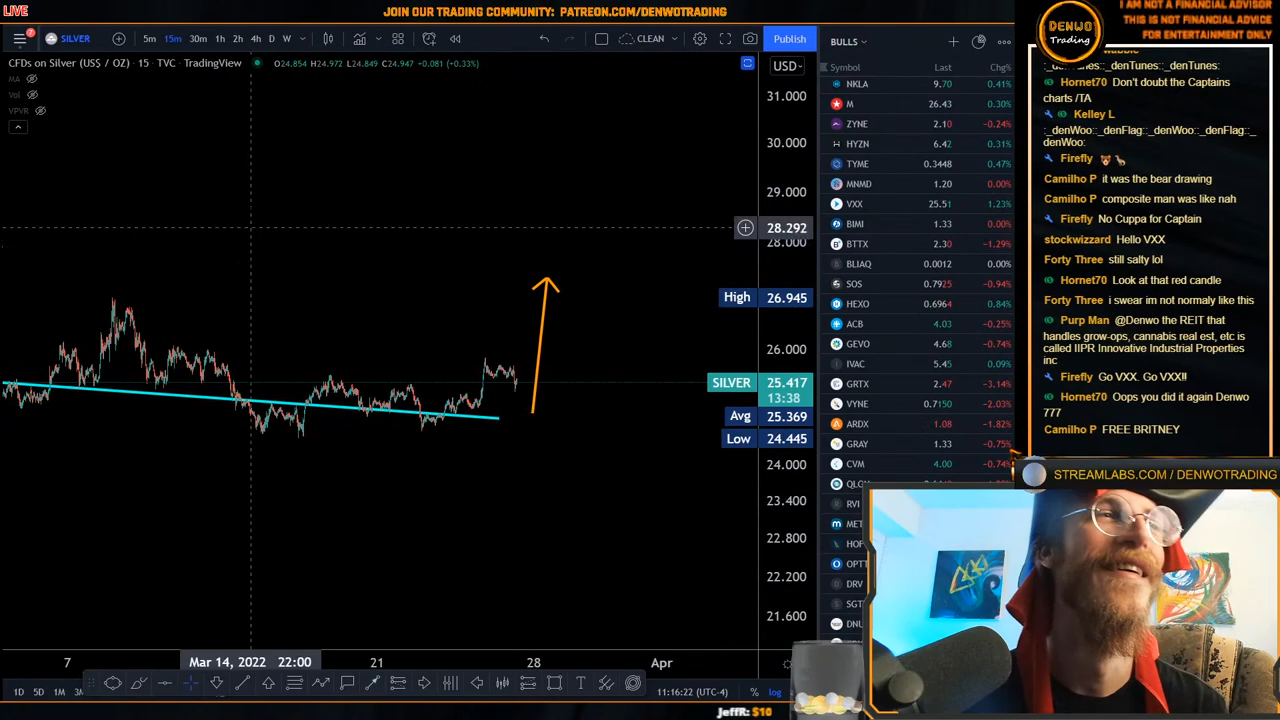 LIVE
JOIN OUR TRADING COMMUNITY: PATREON.COM/DENWOTRADING
I AM NOT A FINANCIAL ADVISOR
THIS IS NOT FINANCIAL ADVICE
FOR ENTERTAINMENT ONLY
DENWO
Trading
7
SILVER
5m 15m 30m 1h 2h 4h D W
CLEAN
Publish
CFDs on Silver (US$ / OZ) · 15 · TVC · TradingView
O24.854 H24.972 L24.849 C24.947 +0.081 (+0.33%)
MA
Vol
VPVR
USD
31.000
30.000
29.000
28.292
28.000
High 26.945
26.000
SILVER 25.417
13:38
Avg 25.369
Low 24.445
24.000
23.400
22.800
22.200
21.600
7
Mar 14, 2022 22:00
21
28
Apr
1D 5D 1M
T
11:16:22 (UTC-4)
% log
BULLS
Symbol Last Chg%
NKLA 9.70 0.41%
M 26.43 0.30%
ZYNE 2.10 -0.24%
HYZN 6.42 0.31%
TYME 0.3448 0.47%
MNMD 1.20 0.00%
VXX 25.51 1.23%
BIMI 1.33 0.00%
BTTX 2.30 -1.29%
BLIAQ 0.0012 0.00%
SOS 0.7925 -0.94%
HEXO 0.6964 0.84%
ACB 4.03 -0.25%
GEVO 4.68 -0.74%
IVAC 5.45 0.09%
GRTX 2.47 -3.14%
VYNE 0.7150 -2.03%
ARDX 1.08 -1.82%
GRAY 1.33 -0.75%
CVM 4.00 -0.74%
:_denTunes::_denTunes::_denTunes:
Hornet70 Don't doubt the Captains
charts /TA
Kelley L
:_denWoo::_denFlag::_denWoo::_denFlag::_
denWoo:
Firefly
Camilho P it was the bear drawing
Camilho P composite man was like nah
Firefly No Cuppa for Captain
stockwizzard Hello VXX
Forty Three still salty lol
Hornet70 Look at that red candle
Forty Three i swear im not normaly like this
Purp Man @Denwo the REIT that
handles grow-ops, cannabis real est, etc is
called IIPR Innovative Industrial Properties
inc
Firefly Go VXX. Go VXX!!
Hornet70 Oops you did it again Denwo
777
Camilho P FREE BRITNEY
STREAMLABS.COM / DENWOTRADING
JeffR: $10